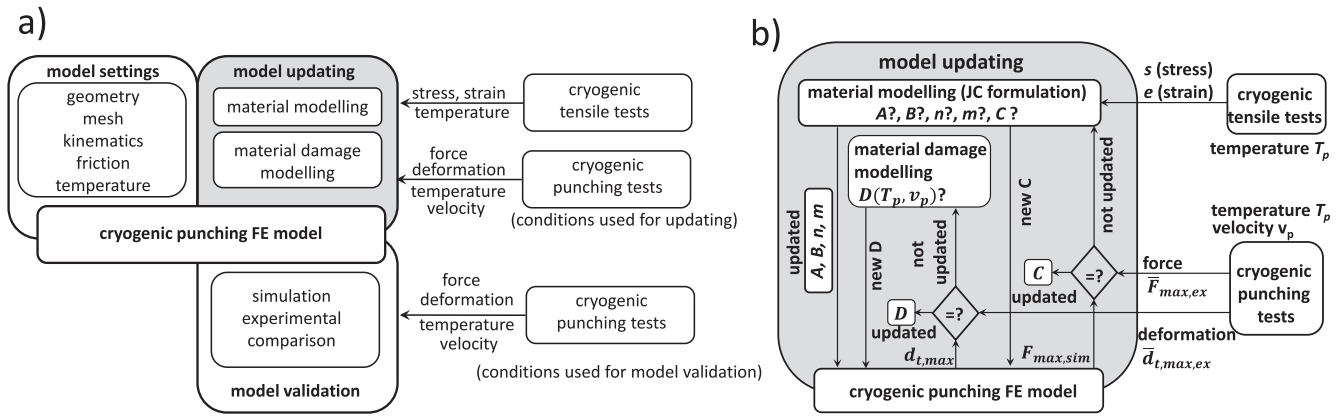 a)
model settings
geometry
mesh
kinematics
friction
temperature
model updating
material modelling
material damage
modelling
stress, strain
temperature
cryogenic
tensile tests
force
deformation
temperature
velocity
cryogenic
punching tests
(conditions used for updating)
cryogenic punching FE model
simulation
experimental
comparison
model validation
force
deformation
temperature
velocity
cryogenic
punching tests
(conditions used for model validation)
b)
model updating
material modelling (JC formulation)
A?, B?, n?, m?, C ?
s (stress)
e (strain)
cryogenic
tensile tests
temperature T_p
material damage
modelling
D(T_p, v_p)?
updated
A, B, n, m
new D
not
updated
new C
not updated
temperature T_p
velocity v_p
cryogenic
punching
tests
force
F̿_max,ex
C
=?
updated
D
=?
updated
deformation
d̿_t,max,ex
d_t,max
F_max,sim
cryogenic punching FE model